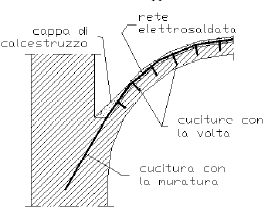 rete
elettrosaldata
cappa di
calcestruzzo
cuciture con
la volta
cucitura con
la muratura